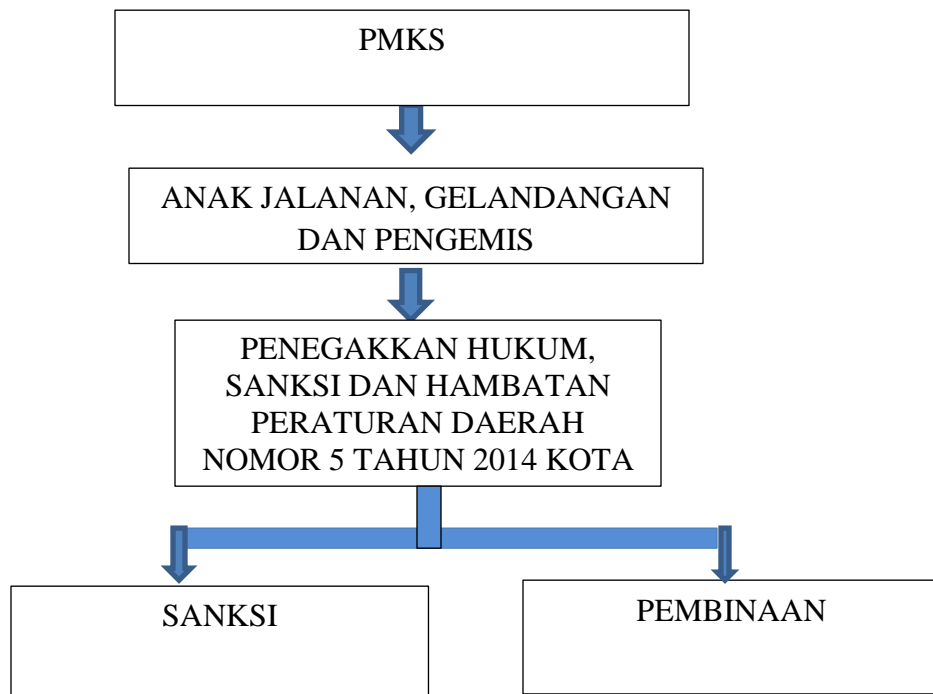 PMKS
ANAK JALANAN, GELANDANGAN
DAN PENGEMIS
PENEGAKKAN HUKUM,
SANKSI DAN HAMBATAN
PERATURAN DAERAH
NOMOR 5 TAHUN 2014 KOTA
SANKSI
PEMBINAAN